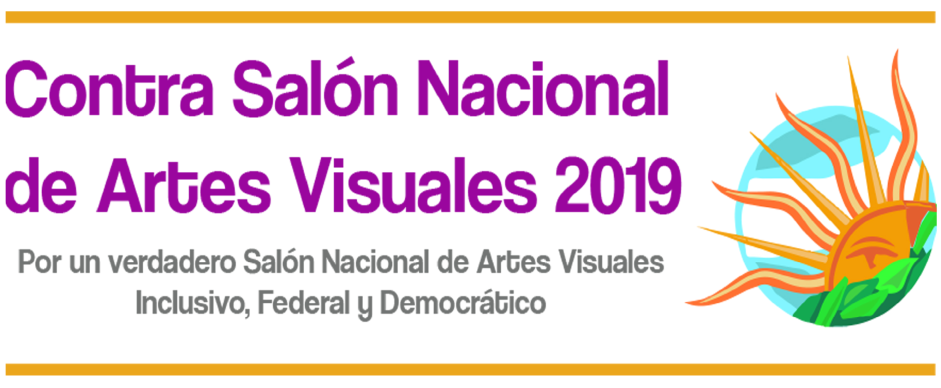 Contra Salón Nacional
de Artes Visuales 2019
Por un verdadero Salón Nacional de Artes Visuales
Inclusivo, Federal y Democrático